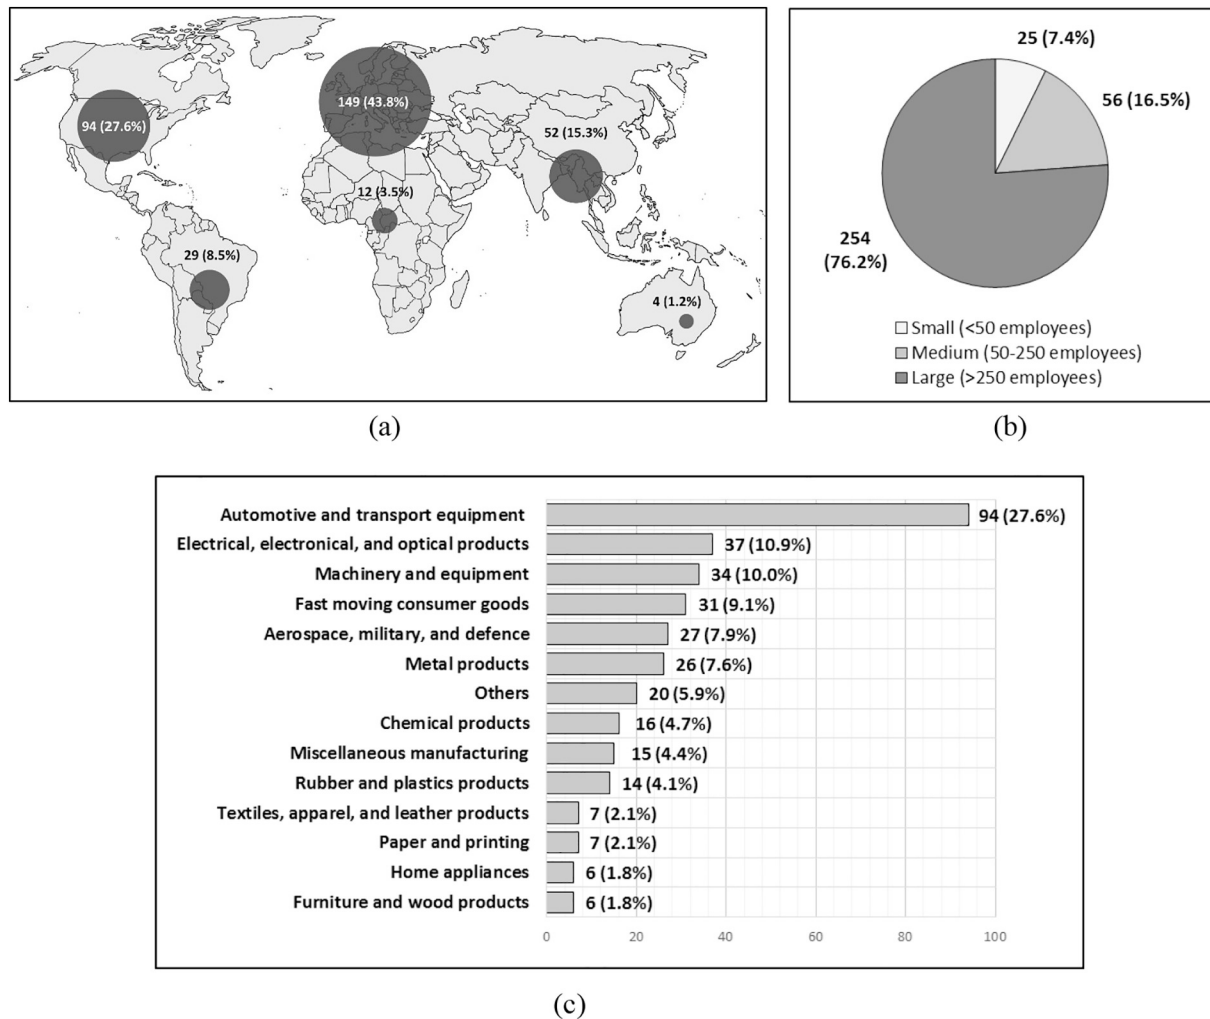 94 (27.6%)
149 (43.8%)
52 (15.3%)
12 (3.5%)
29 (8.5%)
4 (1.2%)
(a)
25 (7.4%)
56 (16.5%)
254
(76.2%)
Small (<50 employees)
Medium (50-250 employees)
Large (>250 employees)
(b)
Automotive and transport equipment 94 (27.6%)
Electrical, electronical, and optical products 37 (10.9%)
Machinery and equipment 34 (10.0%)
Fast moving consumer goods 31 (9.1%)
Aerospace, military, and defence 27 (7.9%)
Metal products 26 (7.6%)
Others 20 (5.9%)
Chemical products 16 (4.7%)
Miscellaneous manufacturing 15 (4.4%)
Rubber and plastics products 14 (4.1%)
Textiles, apparel, and leather products 7 (2.1%)
Paper and printing 7 (2.1%)
Home appliances 6 (1.8%)
Furniture and wood products 6 (1.8%)
0 20 40 60 80 100
(c)